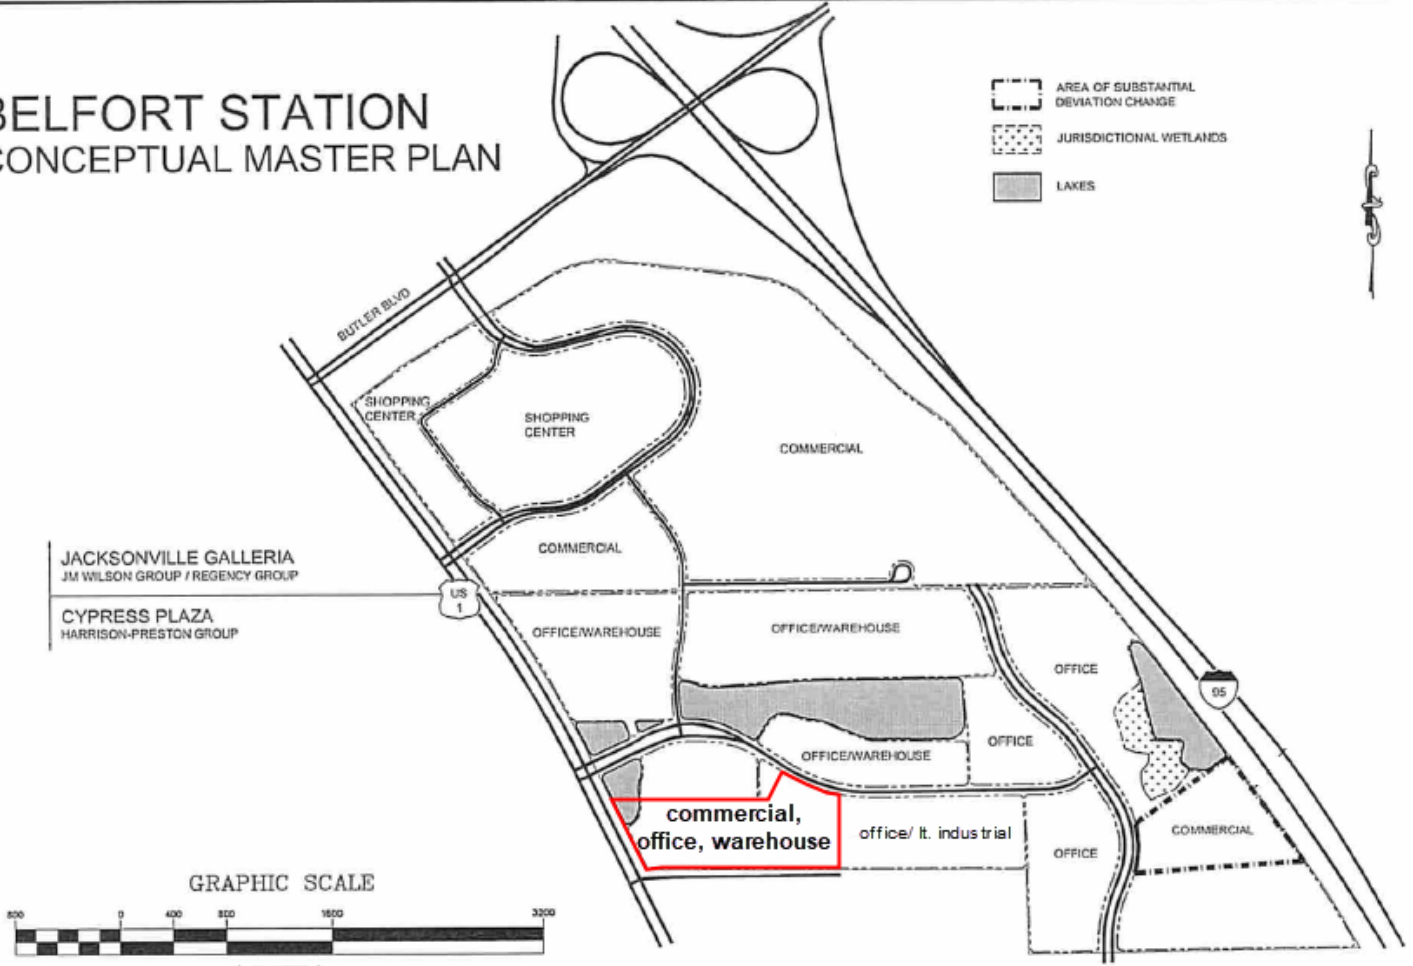 BELFORT STATION
CONCEPTUAL MASTER PLAN
AREA OF SUBSTANTIAL
DEVIATION CHANGE
JURISDICTIONAL WETLANDS
LAKES
BUTLER BLVD
SHOPPING
CENTER
SHOPPING
CENTER
COMMERCIAL
COMMERCIAL
JACKSONVILLE GALLERIA
JM WILSON GROUP / REGENCY GROUP
US
1
CYPRESS PLAZA
HARRISON-PRESTON GROUP
OFFICE/WAREHOUSE
OFFICE/WAREHOUSE
OFFICE
95
OFFICE
OFFICE/WAREHOUSE
commercial,
office, warehouse
office/ lt. industrial
OFFICE
COMMERCIAL
GRAPHIC SCALE
800 0 400 800 1600 3200